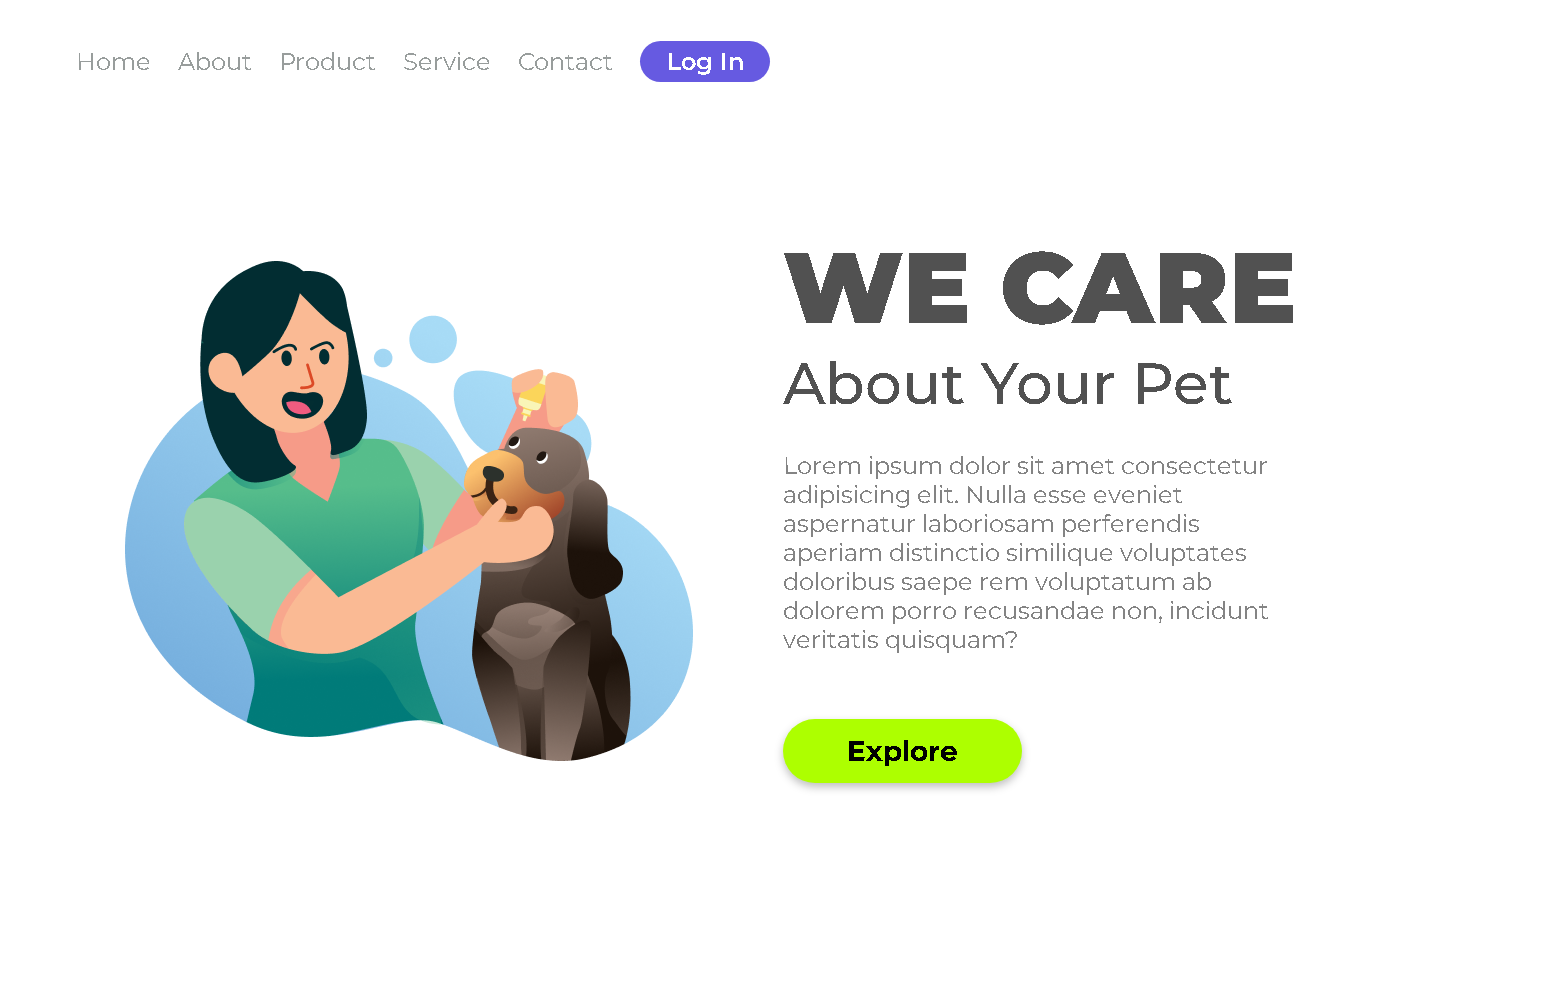 Home About Product Service Contact Log In
WE CARE
About Your Pet
Lorem ipsum dolor sit amet consectetur
adipisicing elit. Nulla esse eveniet
aspernatur laboriosam perferendis
aperiam distinctio similique voluptates
doloribus saepe rem voluptatum ab
dolorem porro recusandae non, incidunt
veritatis quisquam?
Explore